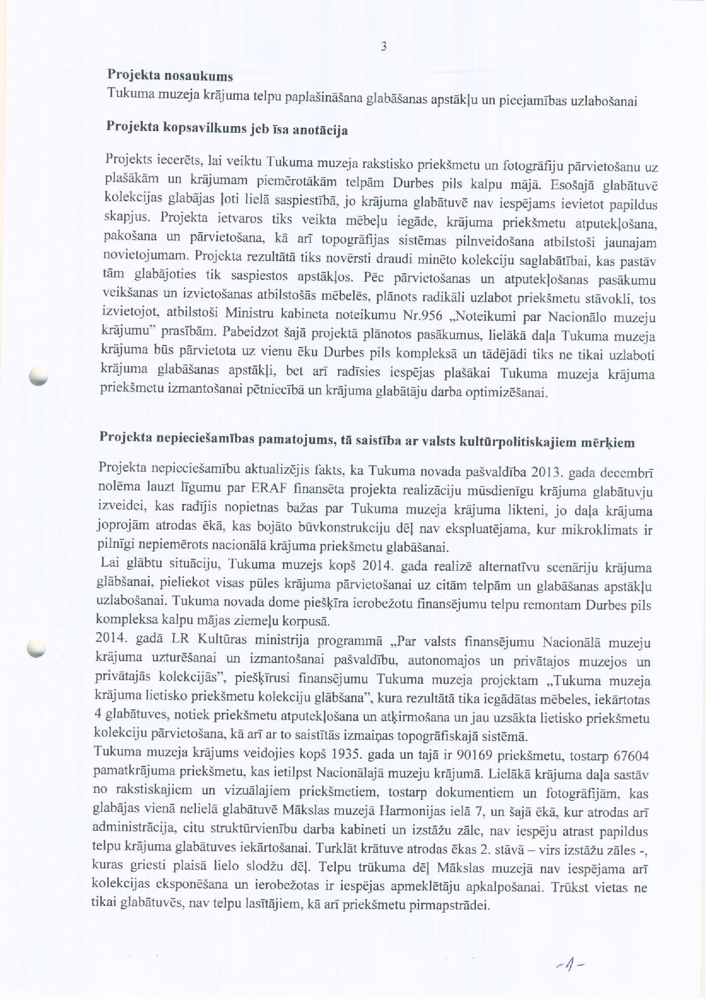 3
Projekta nosaukums
Tukuma muzeja krājuma telpu paplašināšana glabāšanas apstākļu un pieejamības uzlabošanai
Projekta kopsavilkums jeb īsa anotācija
Projekts iecerēts, lai veiktu Tukuma muzeja rakstisko priekšmetu un fotogrāfiju pārvietošanu uz
plašākām un krājumam piemērotākām telpām Durbes pils kalpu mājā. Esošajā glabātuvē
kolekcijas glabājas ļoti lielā saspiestībā, jo krājuma glabātuvē nav iespējams ievietot papildus
skapjus. Projekta ietvaros tiks veikta mēbeļu iegāde, krājuma priekšmetu atputekļošana,
pakošana un pārvietošana, kā arī topogrāfijas sistēmas pilnveidošana atbilstoši jaunajam
novietojumam. Projekta rezultātā tiks novērsti draudi minēto kolekciju saglabātībai, kas pastāv
tām glabājoties tik saspiestos apstākļos. Pēc pārvietošanas un atputekļošanas pasākumu
veikšanas un izvietošanas atbilstošās mēbelēs, plānots radikāli uzlabot priekšmetu stāvokli, tos
izvietojot, atbilstoši Ministru kabineta noteikumu Nr.956 „Noteikumi par Nacionālo muzeju
krājumu” prasībām. Pabeidzot šajā projektā plānotos pasākumus, lielākā daļa Tukuma muzeja
krājuma būs pārvietota uz vienu ēku Durbes pils kompleksā un tādējādi tiks ne tikai uzlaboti
krājuma glabāšanas apstākļi, bet arī radīsies iespējas plašākai Tukuma muzeja krājuma
priekšmetu izmantošanai pētniecībā un krājuma glabātāju darba optimizēšanai.
Projekta nepieciešamības pamatojums, tā saistība ar valsts kultūrpolitiskajiem mērķiem
Projekta nepieciešamību aktualizējis fakts, ka Tukuma novada pašvaldība 2013. gada decembrī
nolēma lauzt līgumu par ERAF finansēta projekta realizāciju mūsdienīgu krājuma glabātuvju
izveidei, kas radījis nopietnas bažas par Tukuma muzeja krājuma likteni, jo daļa krājuma
joprojām atrodas ēkā, kas bojāto būvkonstrukciju dēļ nav ekspluatējama, kur mikroklimats ir
pilnīgi nepiemērots nacionālā krājuma priekšmetu glabāšanai.
Lai glābtu situāciju, Tukuma muzejs kopš 2014. gada realizē alternatīvu scenāriju krājuma
glābšanai, pieliekot visas pūles krājuma pārvietošanai uz citām telpām un glabāšanas apstākļu
uzlabošanai. Tukuma novada dome piešķīra ierobežotu finansējumu telpu remontam Durbes pils
kompleksa kalpu mājas ziemeļu korpusā.
2014. gadā LR Kultūras ministrija programmā „Par valsts finansējumu Nacionālā muzeju
krājuma uzturēšanai un izmantošanai pašvaldību, autonomajos un privātajos muzejos un
privātajās kolekcijās”, piešķīrusi finansējumu Tukuma muzeja projektam „Tukuma muzeja
krājuma lietisko priekšmetu kolekciju glābšana”, kura rezultātā tika iegādātas mēbeles, iekārtotas
4 glabātuves, notiek priekšmetu atputekļošana un atķirmošana un jau uzsākta lietisko priekšmetu
kolekciju pārvietošana, kā arī ar to saistītās izmaiņas topogrāfiskajā sistēmā.
Tukuma muzeja krājums veidojies kopš 1935. gada un tajā ir 90169 priekšmetu, tostarp 67604
pamatkrājuma priekšmetu, kas ietilpst Nacionālajā muzeju krājumā. Lielākā krājuma daļa sastāv
no rakstiskajiem un vizuālajiem priekšmetiem, tostarp dokumentiem un fotogrāfijām, kas
glabājas vienā nelielā glabātuvē Mākslas muzejā Harmonijas ielā 7, un šajā ēkā, kur atrodas arī
administrācija, citu struktūrvienību darba kabineti un izstāžu zāle, nav iespēju atrast papildus
telpu krājuma glabātuves iekārtošanai. Turklāt krātuve atrodas ēkas 2. stāvā – virs izstāžu zāles -,
kuras griesti plaisā lielo slodžu dēļ. Telpu trūkuma dēļ Mākslas muzejā nav iespējama arī
kolekcijas eksponēšana un ierobežotas ir iespējas apmeklētāju apkalpošanai. Trūkst vietas ne
tikai glabātuvēs, nav telpu lasītājiem, kā arī priekšmetu pirmapstrādei.
-1-